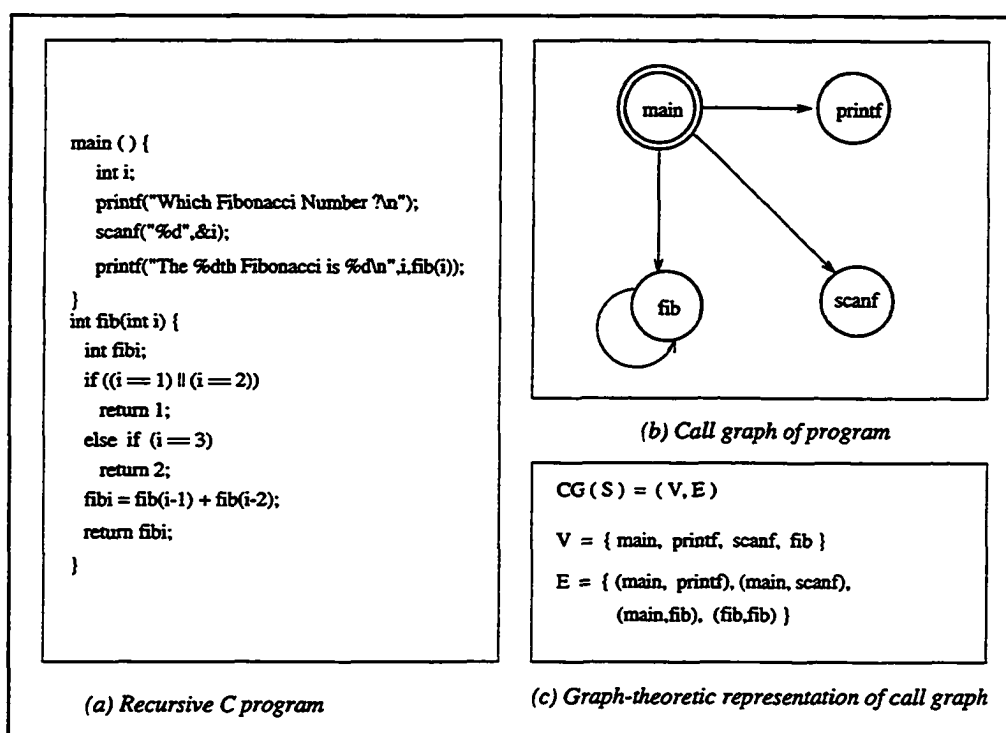 main ( ) {
int i;
printf("Which Fibonacci Number ?\n");
scanf("%d",&i);
printf("The %dth Fibonacci is %d\n",i,fib(i));
}
int fib(int i) {
int fibi;
if ((i == 1) || (i == 2))
return 1;
else if (i == 3)
return 2;
fibi = fib(i-1) + fib(i-2);
return fibi;
}
(a) Recursive C program
main
printf
fib
scanf
(b) Call graph of program
CG ( S ) = ( V, E )
V = { main, printf, scanf, fib }
E = { (main, printf), (main, scanf),
(main,fib), (fib,fib) }
(c) Graph-theoretic representation of call graph